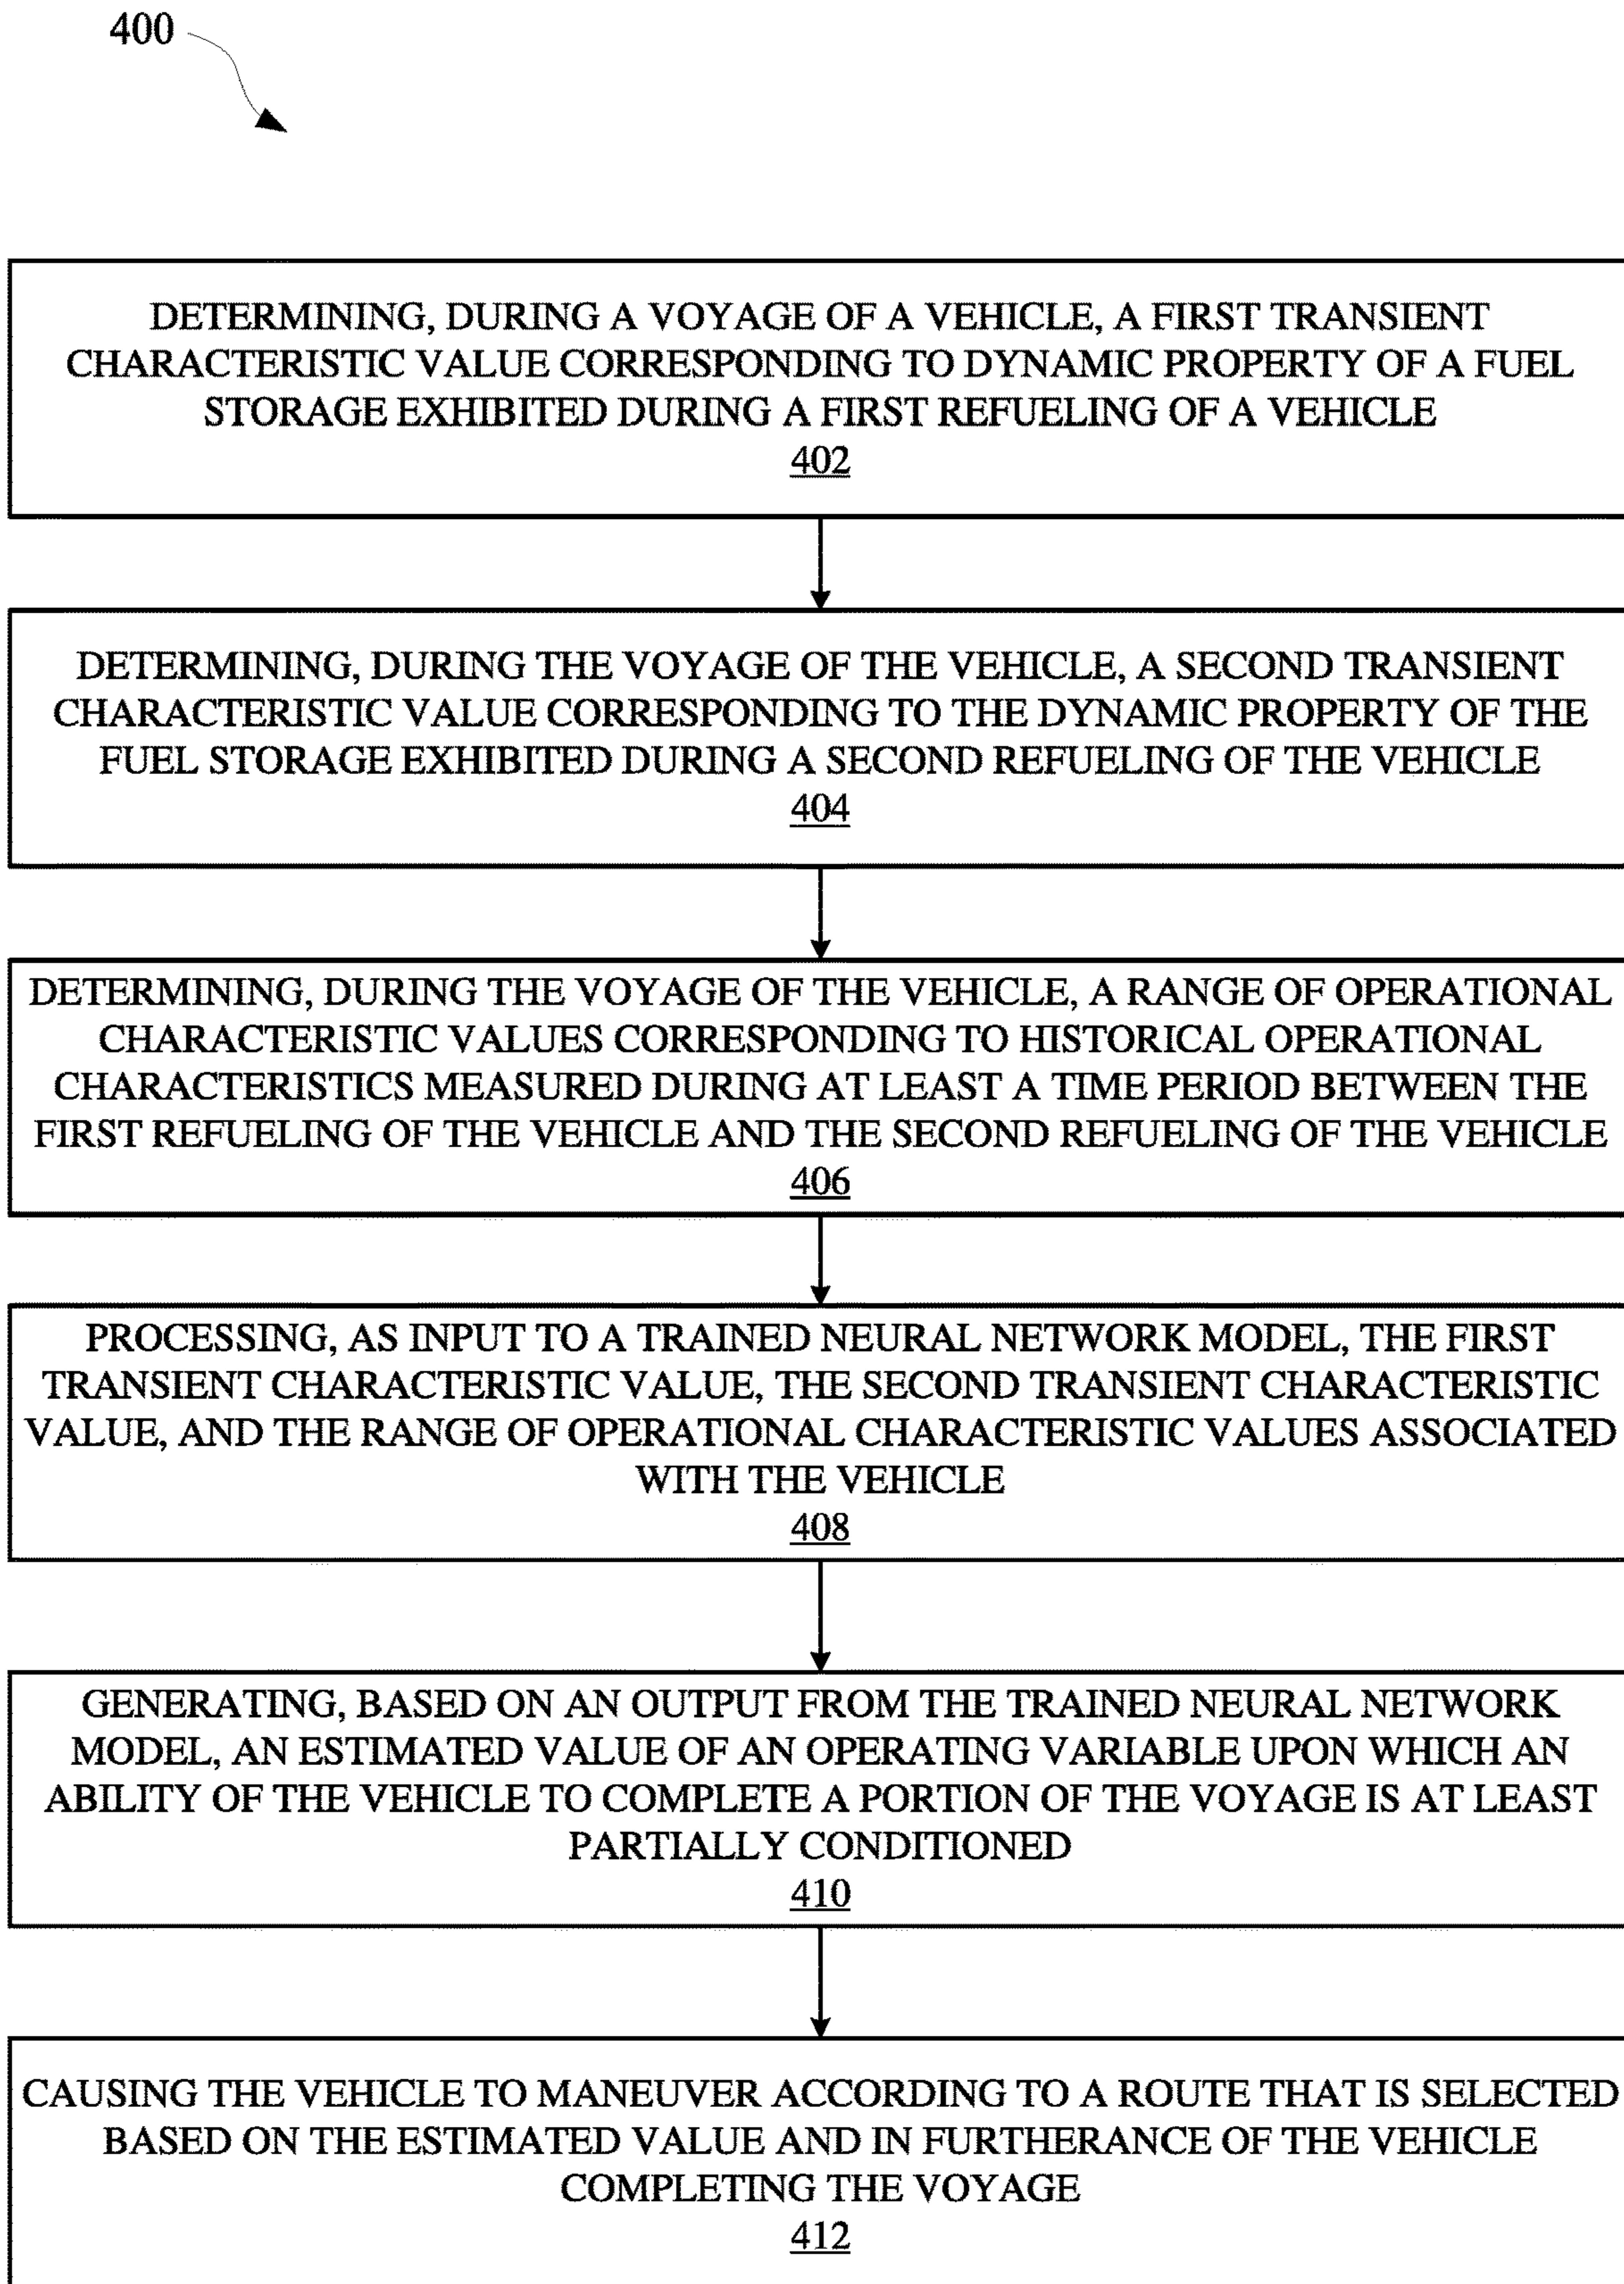 400
DETERMINING, DURING A VOYAGE OF A VEHICLE, A FIRST TRANSIENT
CHARACTERISTIC VALUE CORRESPONDING TO DYNAMIC PROPERTY OF A FUEL
STORAGE EXHIBITED DURING A FIRST REFUELING OF A VEHICLE
402
DETERMINING, DURING THE VOYAGE OF THE VEHICLE, A SECOND TRANSIENT
CHARACTERISTIC VALUE CORRESPONDING TO THE DYNAMIC PROPERTY OF THE
FUEL STORAGE EXHIBITED DURING A SECOND REFUELING OF THE VEHICLE
404
DETERMINING, DURING THE VOYAGE OF THE VEHICLE, A RANGE OF OPERATIONAL
CHARACTERISTIC VALUES CORRESPONDING TO HISTORICAL OPERATIONAL
CHARACTERISTICS MEASURED DURING AT LEAST A TIME PERIOD BETWEEN THE
FIRST REFUELING OF THE VEHICLE AND THE SECOND REFUELING OF THE VEHICLE
406
PROCESSING, AS INPUT TO A TRAINED NEURAL NETWORK MODEL, THE FIRST
TRANSIENT CHARACTERISTIC VALUE, THE SECOND TRANSIENT CHARACTERISTIC
VALUE, AND THE RANGE OF OPERATIONAL CHARACTERISTIC VALUES ASSOCIATED
WITH THE VEHICLE
408
GENERATING, BASED ON AN OUTPUT FROM THE TRAINED NEURAL NETWORK
MODEL, AN ESTIMATED VALUE OF AN OPERATING VARIABLE UPON WHICH AN
ABILITY OF THE VEHICLE TO COMPLETE A PORTION OF THE VOYAGE IS AT LEAST
PARTIALLY CONDITIONED
410
CAUSING THE VEHICLE TO MANEUVER ACCORDING TO A ROUTE THAT IS SELECTED
BASED ON THE ESTIMATED VALUE AND IN FURTHERANCE OF THE VEHICLE
COMPLETING THE VOYAGE
412